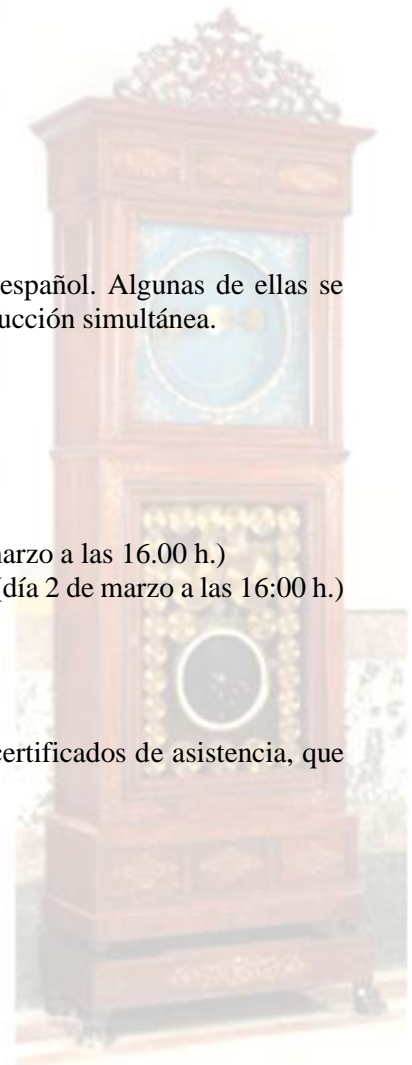 español. Algunas de ellas se
ucción simultánea.
marzo a las 16.00 h.)
(día 2 de marzo a las 16:00 h.)
certificados de asistencia, que